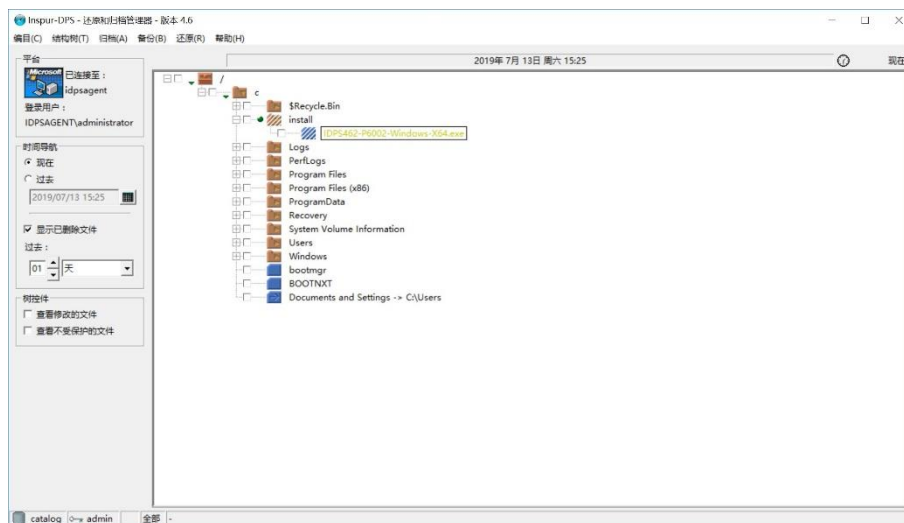 Inspur-DPS - 还原和归档管理器 - 版本 4.6
编目(C) 结构树(T) 归档(A) 备份(B) 还原(R) 帮助(H)
平台
Microsoft
已连接至：
idpsagent
登录用户：
IDPSAGENT\administrator
时间导航
现在
过去
2019/07/13 15:25
显示已删除文件
过去：
01 天
树控件
查看修改的文件
查看不受保护的文件
2019年 7月 13日 周六 15:25
现在
/
c
$Recycle.Bin
install
IDPS462-P6002-Windows-X64.exe
Logs
PerfLogs
Program Files
Program Files (x86)
ProgramData
Recovery
System Volume Information
Users
Windows
bootmgr
BOOTNXT
Documents and Settings -> C:\Users
catalog admin 全部 -